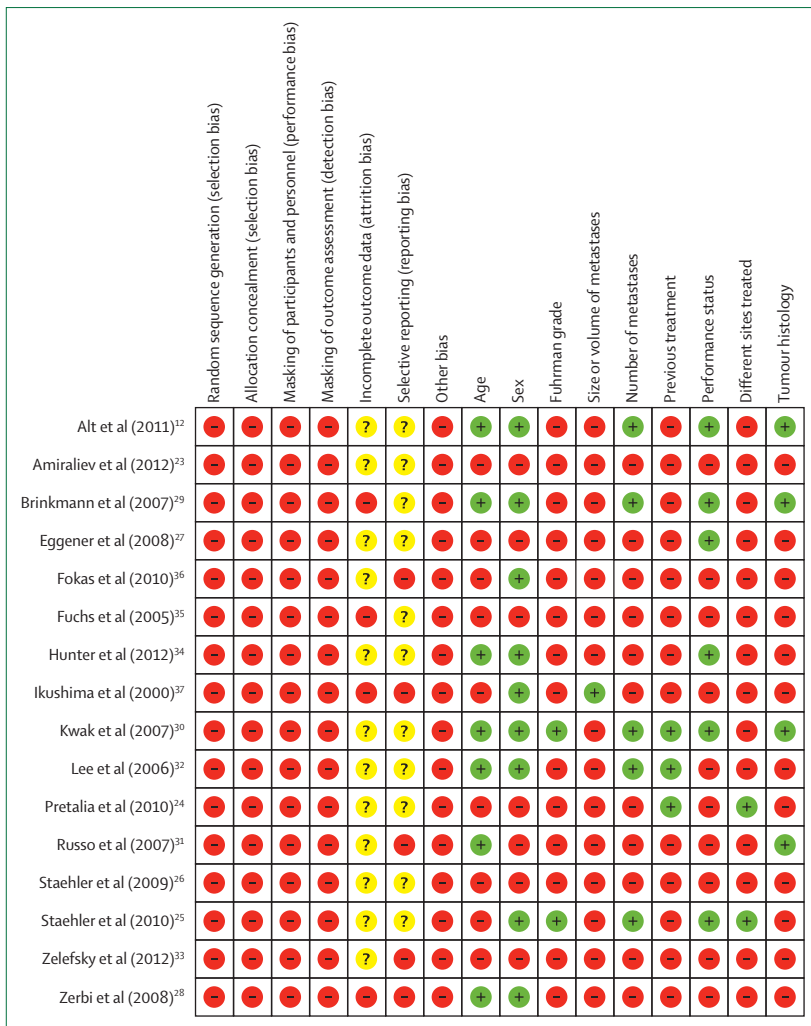 Random sequence generation (selection bias)
Allocation concealment (selection bias)
Masking of participants and personnel (performance bias)
Masking of outcome assessment (detection bias)
Incomplete outcome data (attrition bias)
Selective reporting (reporting bias)
Other bias
Age
Sex
Fuhrman grade
Size or volume of metastases
Number of metastases
Previous treatment
Performance status
Different sites treated
Tumour histology
Alt et al (2011)¹² – – – – ? ? – + + – – + – + – +
Amiraliev et al (2012)²³ – – – – ? ? – – – – – – – – – –
Brinkmann et al (2007)²⁹ – – – – – ? – + + – – + – + – +
Eggener et al (2008)²⁷ – – – – ? ? – – – – – – – + – –
Fokas et al (2010)³⁶ – – – – ? – – – + – – – – – – –
Fuchs et al (2005)³⁵ – – – – – ? – – – – – – – – – –
Hunter et al (2012)³⁴ – – – – ? ? – + + – – – – + – –
Ikushima et al (2000)³⁷ – – – – – – – – + – + – – – – –
Kwak et al (2007)³⁰ – – – – ? ? – + + + – + + + – +
Lee et al (2006)³² – – – – ? ? – + + – – + + – – –
Pretalia et al (2010)²⁴ – – – – ? ? – – – – – – + – + –
Russo et al (2007)³¹ – – – – ? – – + – – – – – – – +
Staehler et al (2009)²⁶ – – – – ? ? – – – – – – – – – –
Staehler et al (2010)²⁵ – – – – ? ? – – + + – + – + + –
Zelefsky et al (2012)³³ – – – – ? – – – – – – – – – – –
Zerbi et al (2008)²⁸ – – – – – – – + + – – – – – – –